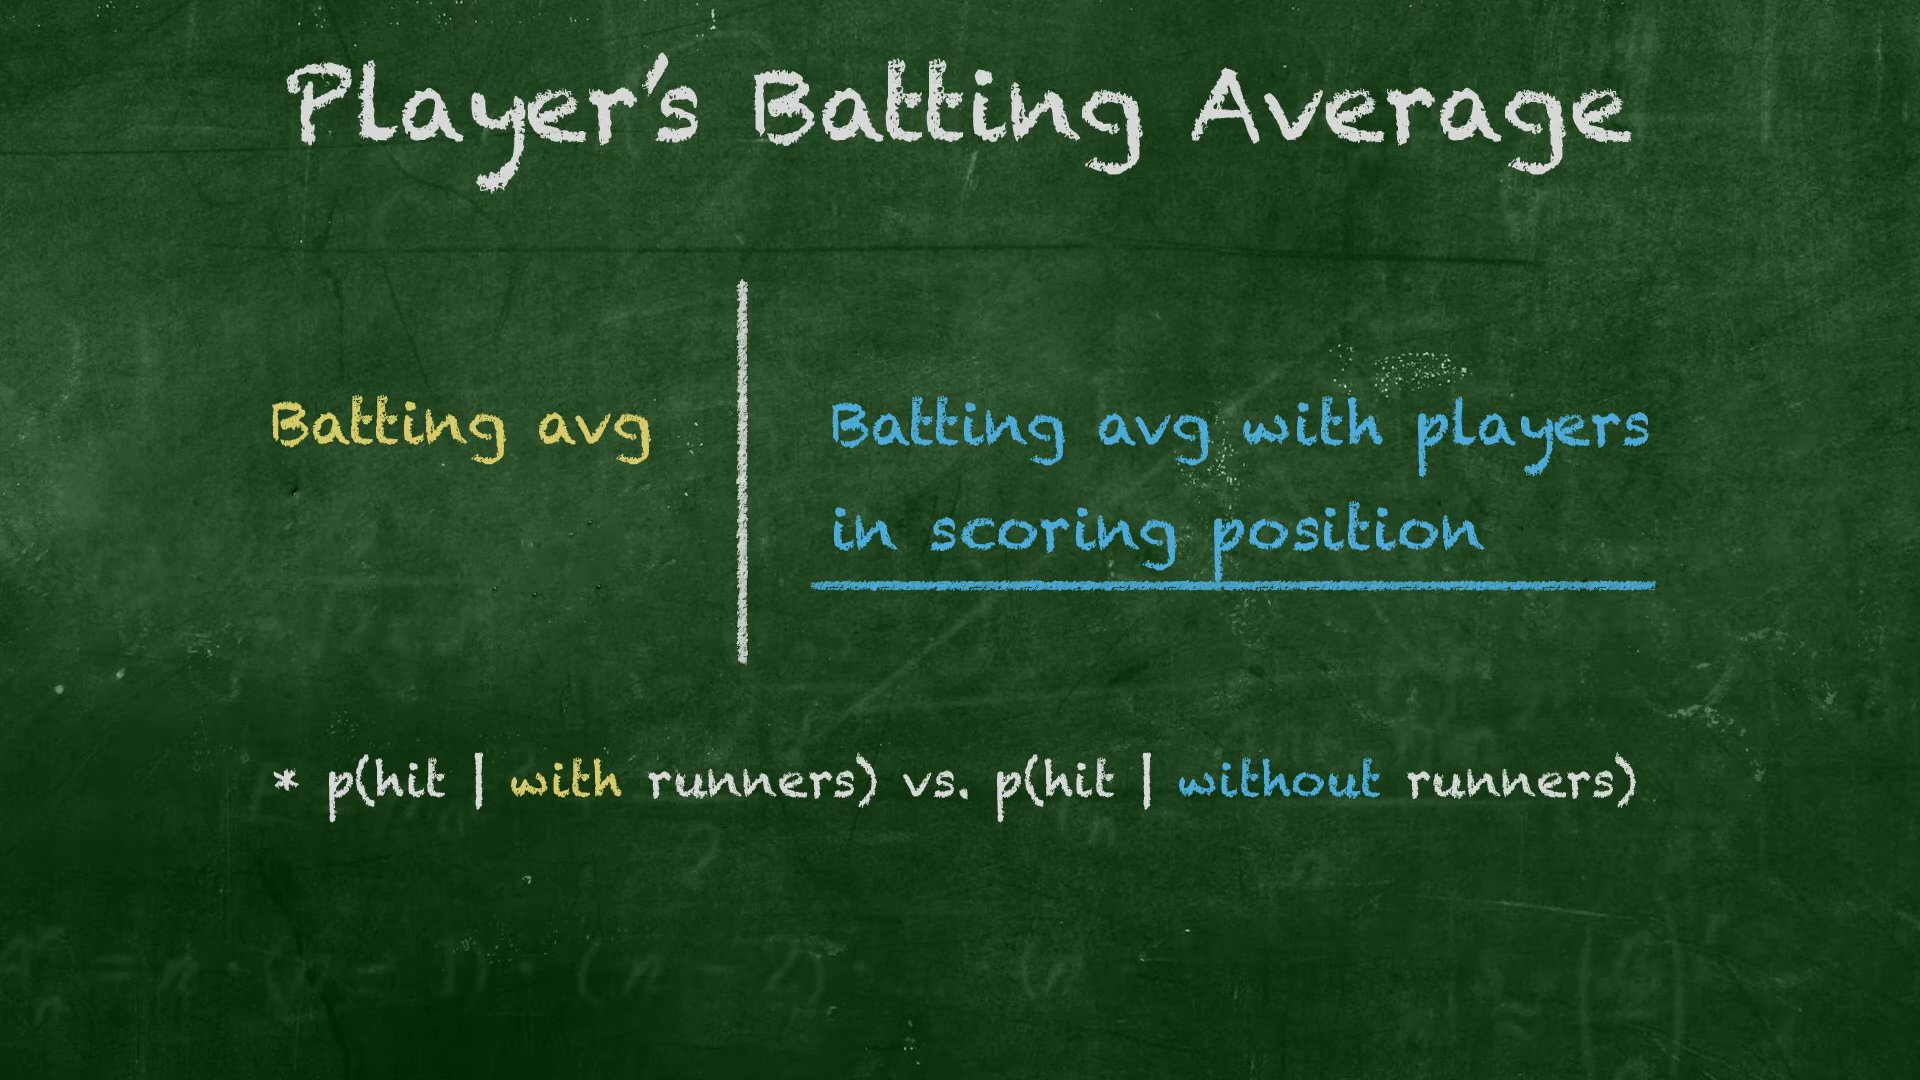 Player's Batting Average
Batting avg
Batting avg with players
in scoring position
* p(hit | with runners) vs. p(hit | without runners)